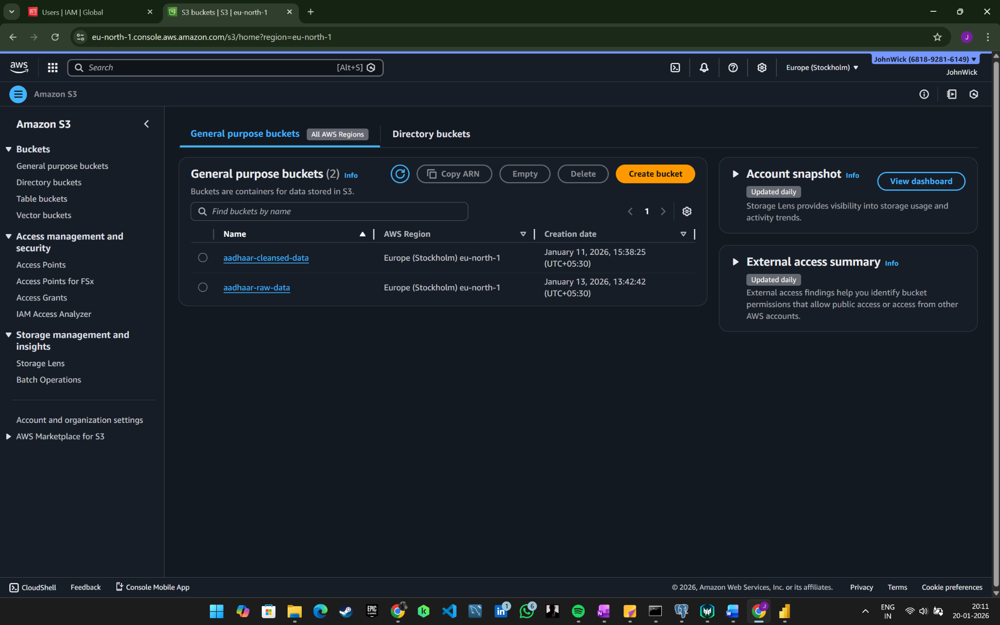 Users | IAM | Global
S3 buckets | S3 | eu-north-1
eu-north-1.console.aws.amazon.com/s3/home?region=eu-north-1
J
aws
Search
[Alt+S]
Europe (Stockholm)
JohnWick (6818-9281-6149)
JohnWick
Amazon S3
Amazon S3
Buckets
General purpose buckets
Directory buckets
Table buckets
Vector buckets
Access management and
security
Access Points
Access Points for FSx
Access Grants
IAM Access Analyzer
Storage management and
insights
Storage Lens
Batch Operations
Account and organization settings
AWS Marketplace for S3
General purpose buckets
All AWS Regions
Directory buckets
General purpose buckets (2) Info
Copy ARN
Empty
Delete
Create bucket
Buckets are containers for data stored in S3.
Find buckets by name
1
Name
AWS Region
Creation date
aadhaar-cleansed-data
Europe (Stockholm) eu-north-1
January 11, 2026, 15:38:25
(UTC+05:30)
aadhaar-raw-data
Europe (Stockholm) eu-north-1
January 13, 2026, 13:42:42
(UTC+05:30)
Account snapshot Info
View dashboard
Updated daily
Storage Lens provides visibility into storage usage and
activity trends.
External access summary Info
Updated daily
External access findings help you identify bucket
permissions that allow public access or access from other
AWS accounts.
CloudShell
Feedback
Console Mobile App
© 2026, Amazon Web Services, Inc. or its affiliates.
Privacy
Terms
Cookie preferences
EPIC
GAMES
k
in
1
6
N
W
J
ENG
IN
20:11
20-01-2026